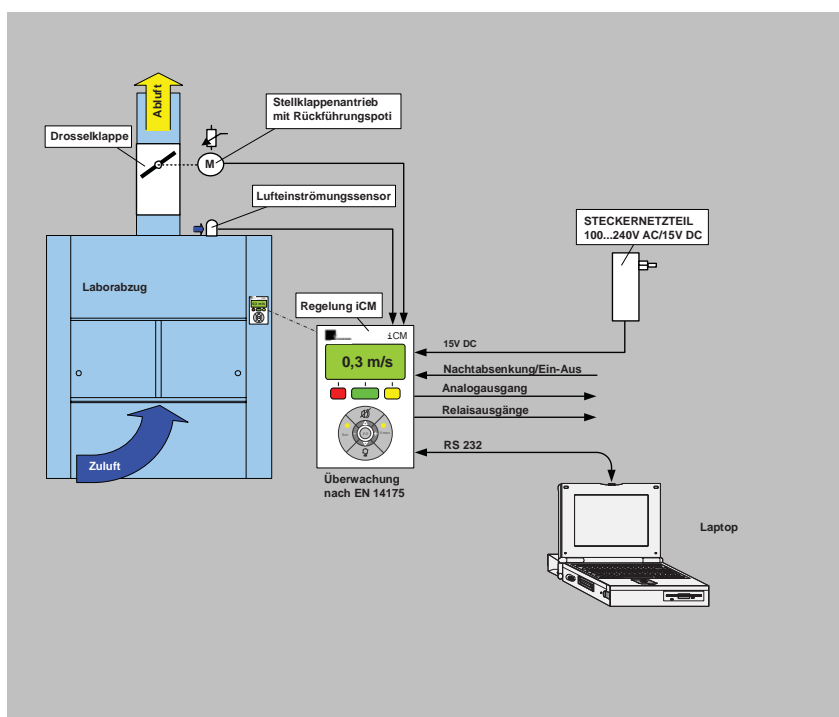 Abluft
Stellklappenantrieb
mit Rückführungspoti
Drosselklappe
M
Lufteinströmungssensor
STECKERNETZTEIL
100...240V AC/15V DC
Laborabzug
Regelung iCM
iCM
15V DC
0,3 m/s
Nachtabsenkung/Ein-Aus
Analogausgang
Relaisausgänge
RS 232
Zuluft
Überwachung
nach EN 14175
Laptop